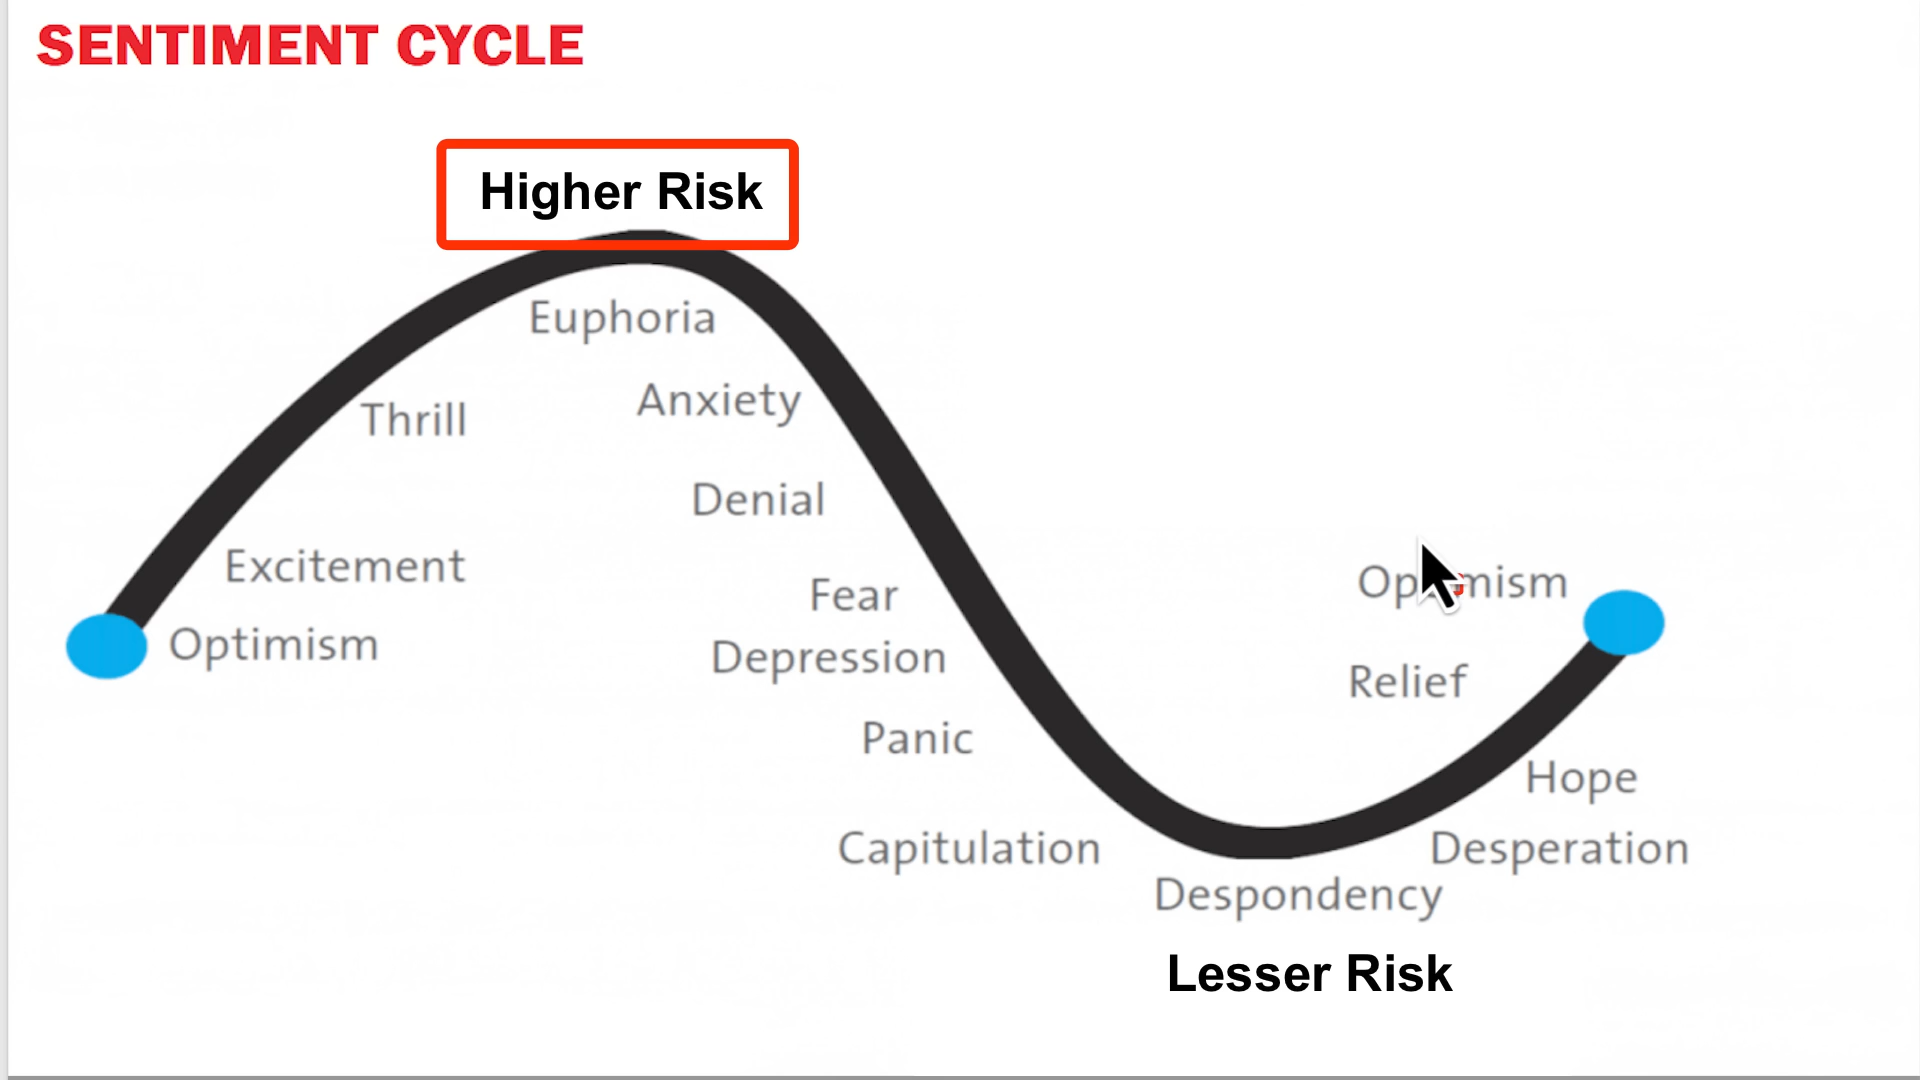 SENTIMENT CYCLE
Higher Risk
Euphoria
Anxiety
Thrill
Denial
Excitement
Fear
Optimism
Optimism
Depression
Relief
Panic
Hope
Capitulation
Desperation
Despondency
Lesser Risk